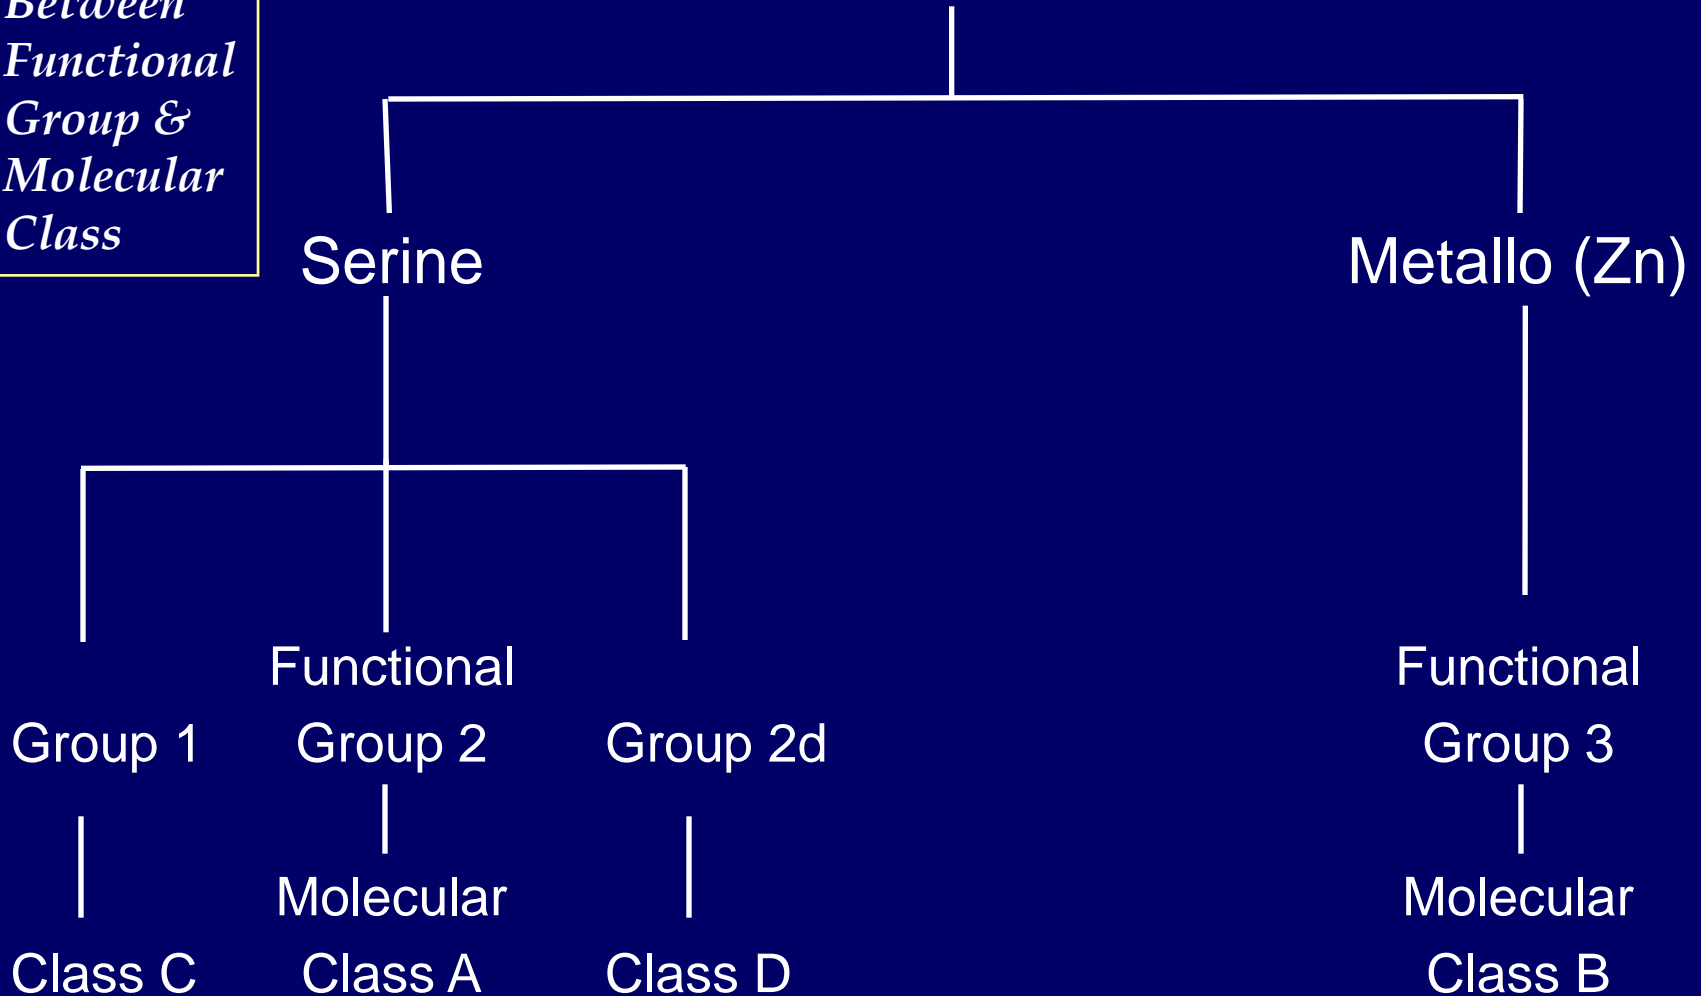 Between
Functional
Group &
Molecular
Class
Serine
Metallo (Zn)
Functional
Functional
Group 1
Group 2
Group 2d
Group 3
Molecular
Molecular
Class C
Class A
Class D
Class B